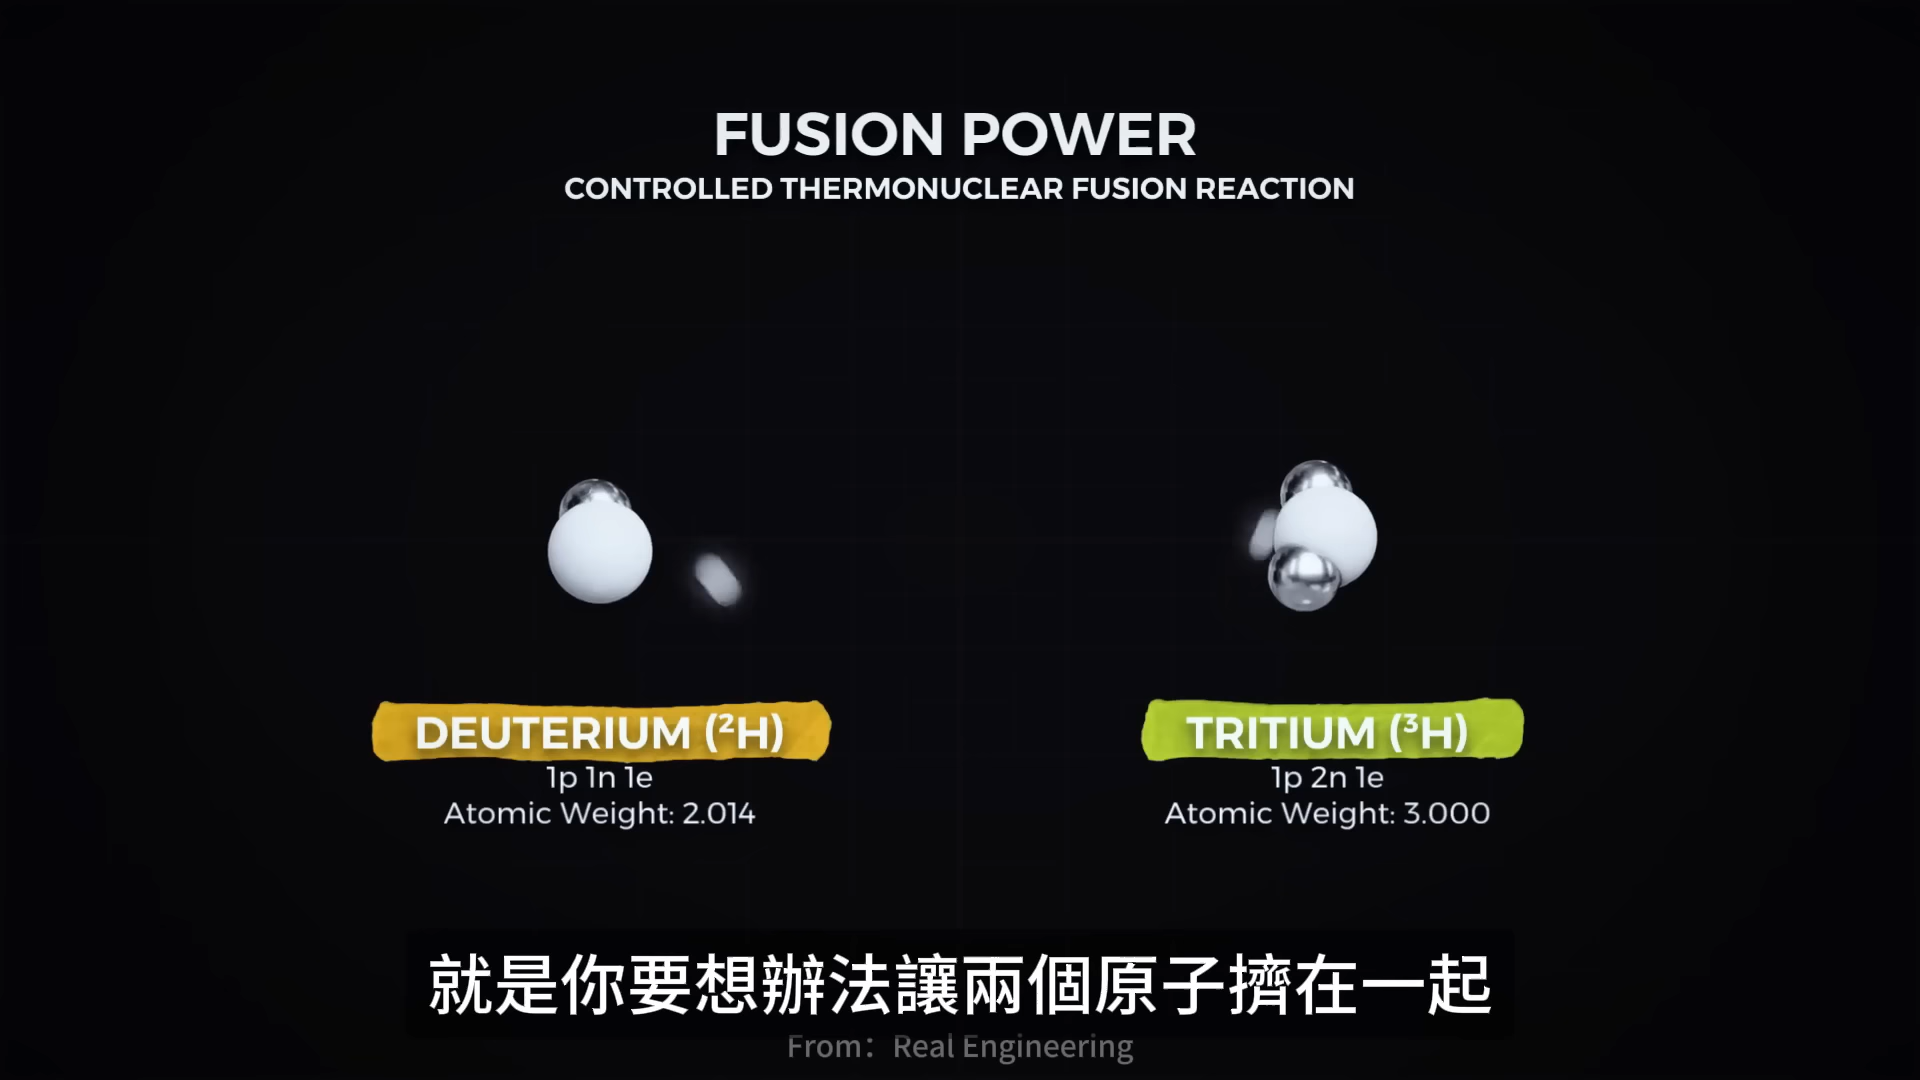 FUSION POWER
CONTROLLED THERMONUCLEAR FUSION REACTION
DEUTERIUM (²H)
1p 1n 1e
Atomic Weight: 2.014
TRITIUM (³H)
1p 2n 1e
Atomic Weight: 3.000
就是你要想辦法讓兩個原子擠在一起
From：Real Engineering